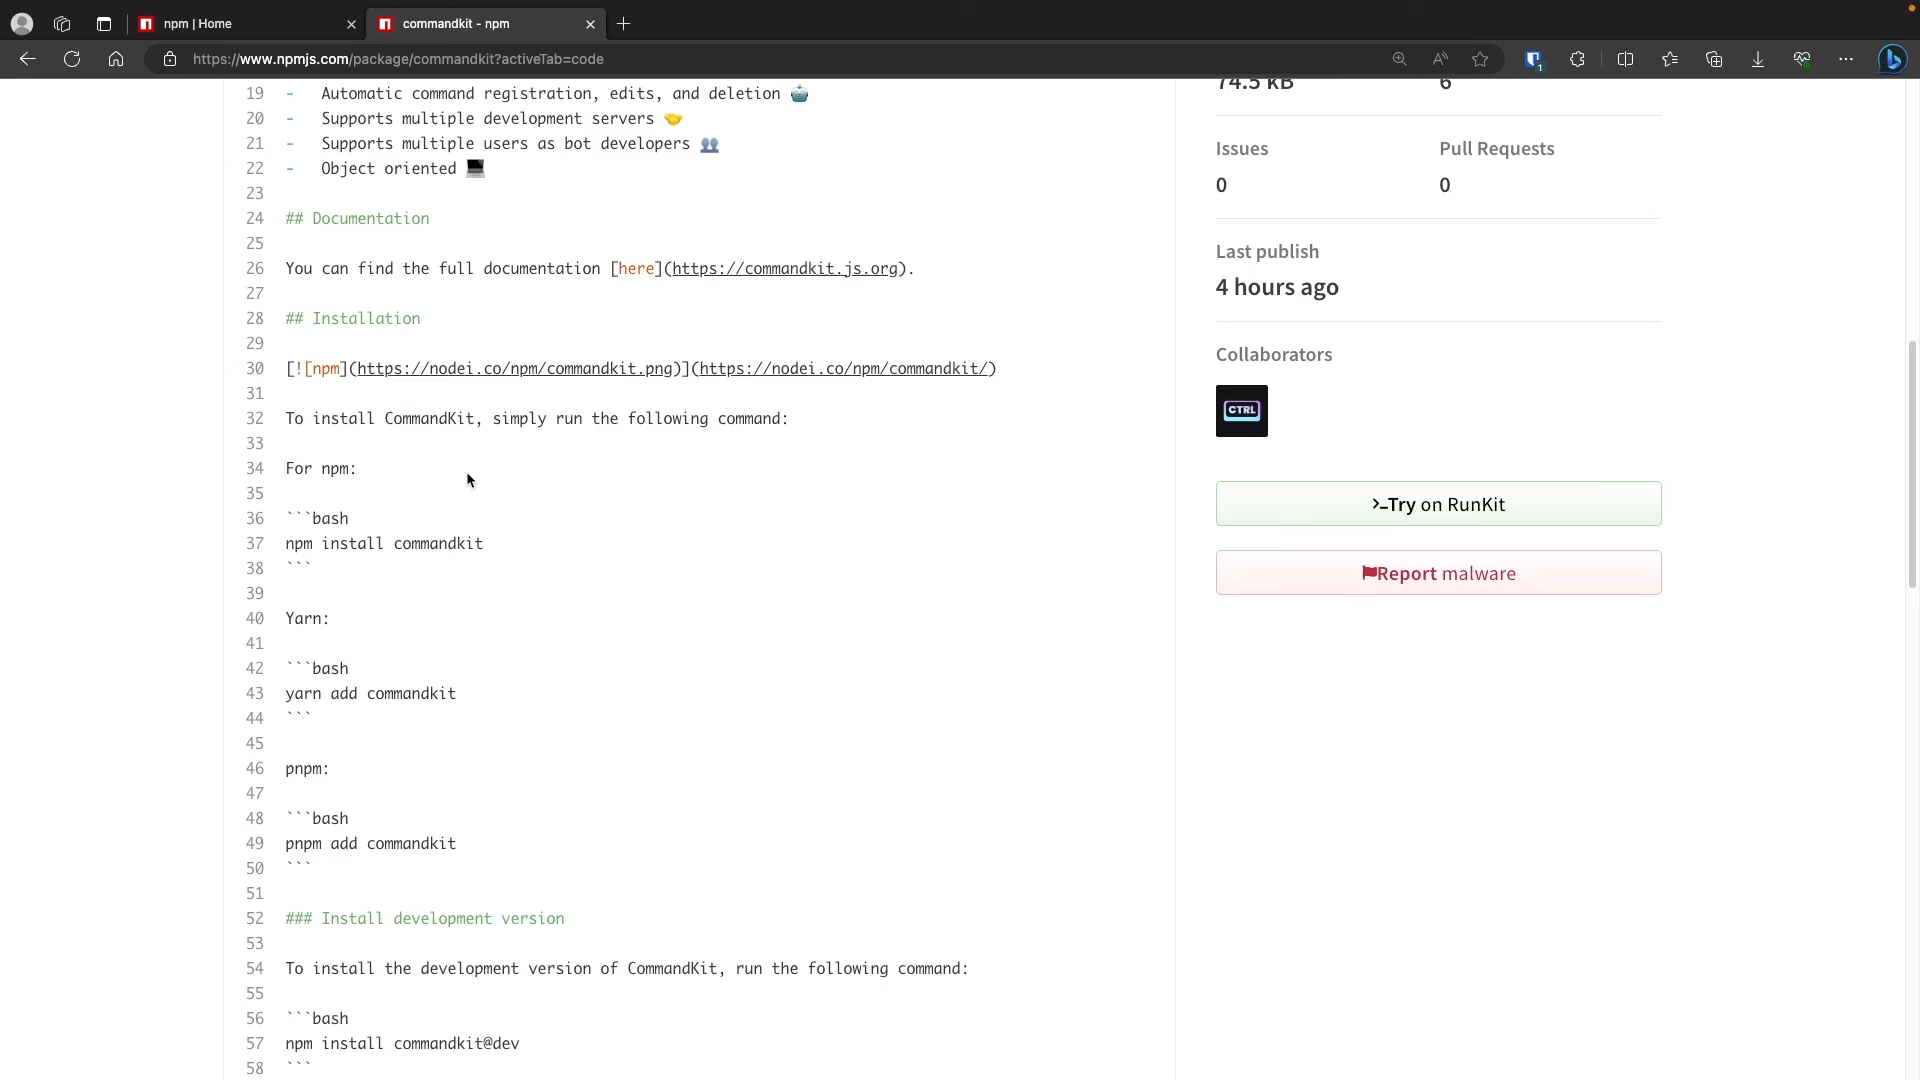 npm | Home
commandkit - npm
https://www.npmjs.com/package/commandkit?activeTab=code
19 - Automatic command registration, edits, and deletion 🤖
20 - Supports multiple development servers 🤝
21 - Supports multiple users as bot developers 👥
22 - Object oriented 💻
23
24 ## Documentation
25
26 You can find the full documentation [here](https://commandkit.js.org).
27
28 ## Installation
29
30 [![npm](https://nodei.co/npm/commandkit.png)](https://nodei.co/npm/commandkit/)
31
32 To install CommandKit, simply run the following command:
33
34 For npm:
35
36 ```bash
37 npm install commandkit
38 ```
39
40 Yarn:
41
42 ```bash
43 yarn add commandkit
44 ```
45
46 pnpm:
47
48 ```bash
49 pnpm add commandkit
50 ```
51
52 ### Install development version
53
54 To install the development version of CommandKit, run the following command:
55
56 ```bash
57 npm install commandkit@dev
58 ```
74.5 kB 6
Issues Pull Requests
0 0
Last publish
4 hours ago
Collaborators
CTRL
>-Try on RunKit
Report malware
1